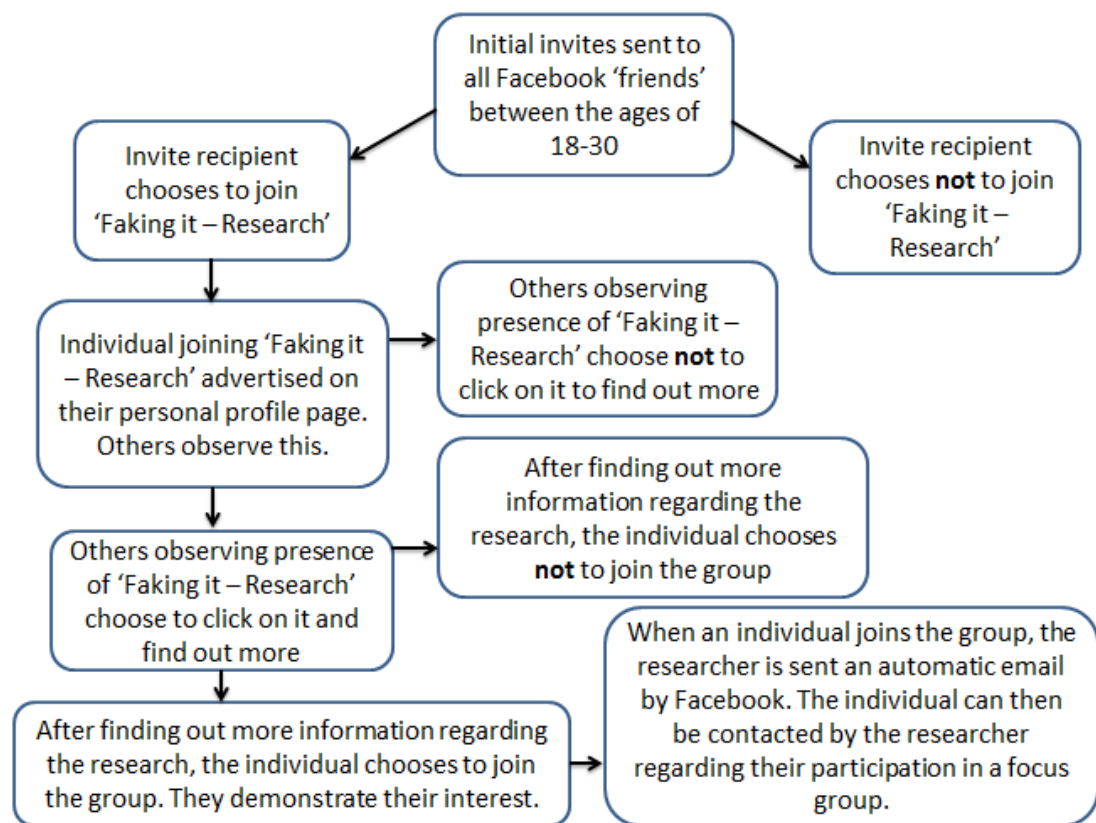 Initial invites sent to
all Facebook ‘friends’
between the ages of
18-30
Invite recipient
chooses to join
‘Faking it – Research’
Invite recipient
chooses not to join
‘Faking it –
Research’
Individual joining ‘Faking it
– Research’ advertised on
their personal profile page.
Others observe this.
Others observing
presence of ‘Faking it –
Research’ choose not to
click on it to find out more
Others observing presence
of ‘Faking it – Research’
choose to click on it and
find out more
After finding out more
information regarding the
research, the individual chooses
not to join the group
After finding out more information regarding
the research, the individual chooses to join
the group. They demonstrate their interest.
When an individual joins the group, the
researcher is sent an automatic email
by Facebook. The individual can then
be contacted by the researcher
regarding their participation in a focus
group.